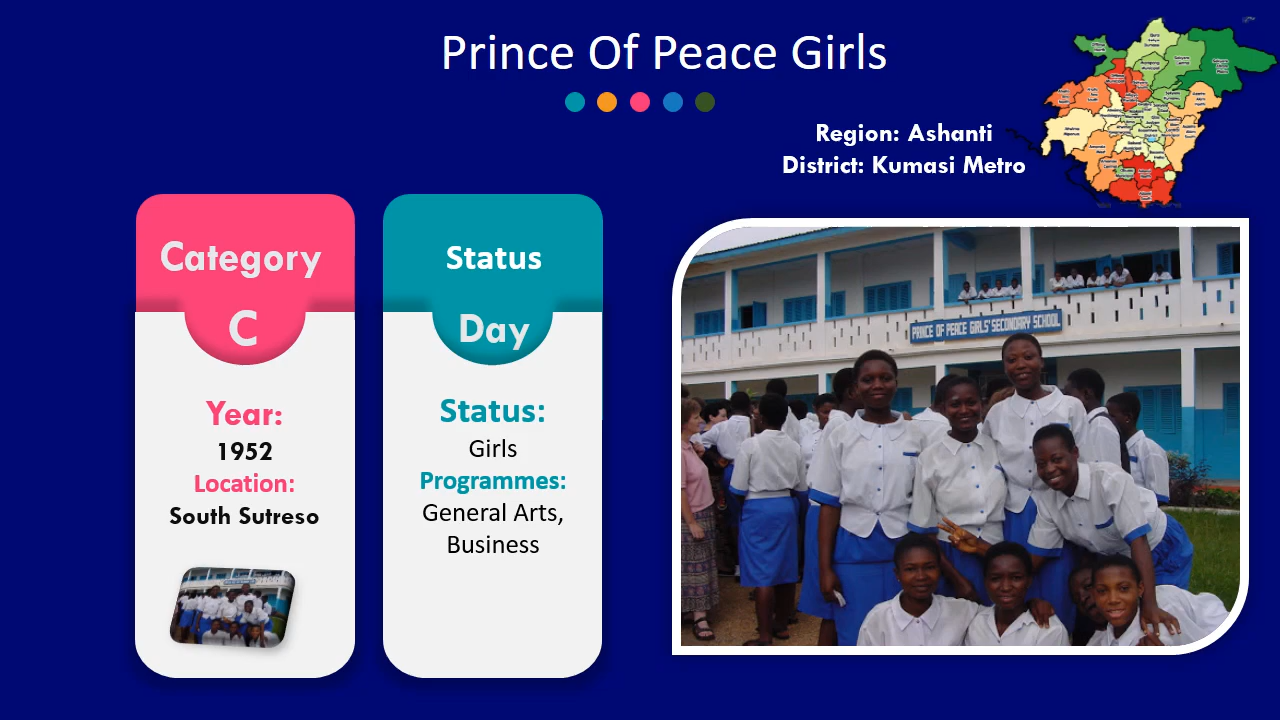 Prince Of Peace Girls
Region: Ashanti
District: Kumasi Metro
Category
C
Year:
1952
Location:
South Sutreso
Status
Day
Status:
Girls
Programmes:
General Arts,
Business
PRINCE OF PEACE GIRLS' SECONDARY SCHOOL